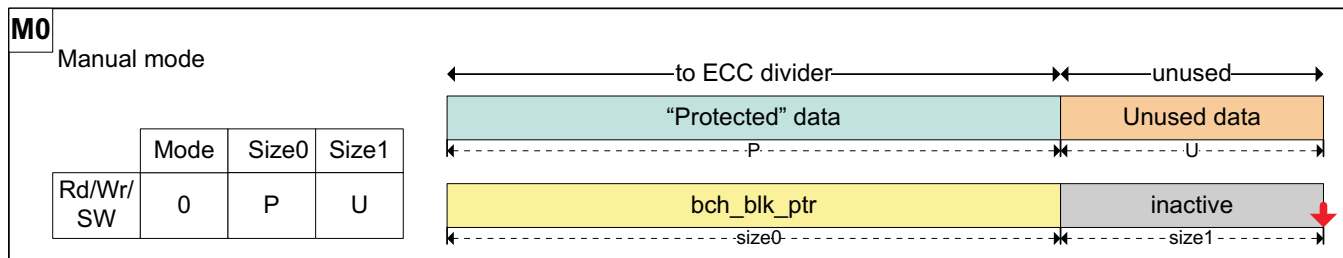 M0
Manual mode
to ECC divider
unused
“Protected” data
Unused data
P
U
Mode Size0 Size1
Rd/Wr/
SW
0 P U
bch_blk_ptr
inactive
size0
size1